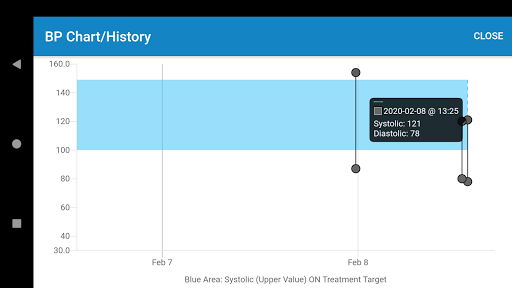 BP Chart/History
CLOSE
160.0
140
120
100
80
60
40
30.0
2020-02-08 @ 13:25
Systolic: 121
Diastolic: 78
Feb 7
Feb 8
Blue Area: Systolic (Upper Value) ON Treatment Target